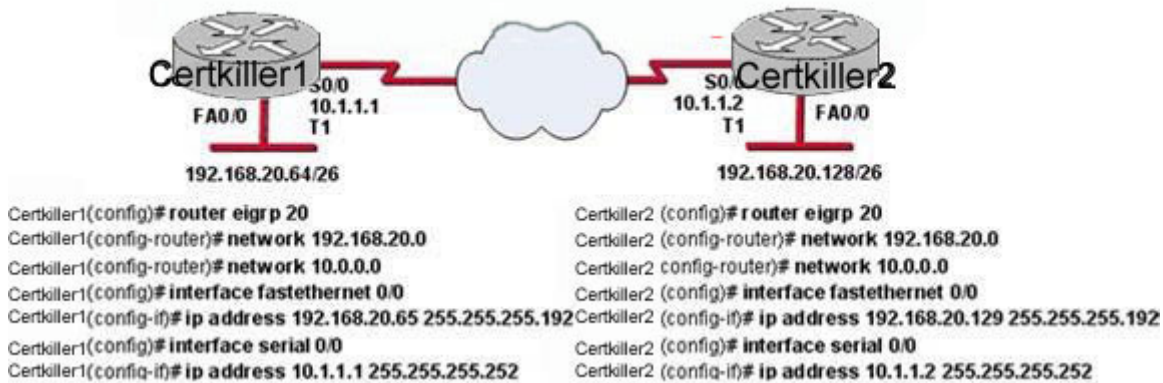 Certkiller1
Certkiller2
S0/0
10.1.1.1
T1
FA0/0
192.168.20.64/26
S0/
10.1.1.2
T1
FA0/0
192.168.20.128/26
Certkiller1(config)# router eigrp 20
Certkiller1(config-router)# network 192.168.20.0
Certkiller1(config-router)# network 10.0.0.0
Certkiller1(config)# interface fastethernet 0/0
Certkiller1(config-if)# ip address 192.168.20.65 255.255.255.192
Certkiller1(config)# interface serial 0/0
Certkiller1(config-if)# ip address 10.1.1.1 255.255.255.252
Certkiller2 (config)# router eigrp 20
Certkiller2 (config-router)# network 192.168.20.0
Certkiller2 config-router)# network 10.0.0.0
Certkiller2 (config)# interface fastethernet 0/0
Certkiller2 (config-if)# ip address 192.168.20.129 255.255.255.192
Certkiller2 (config)# interface serial 0/0
Certkiller2 (config-if)# ip address 10.1.1.2 255.255.255.252